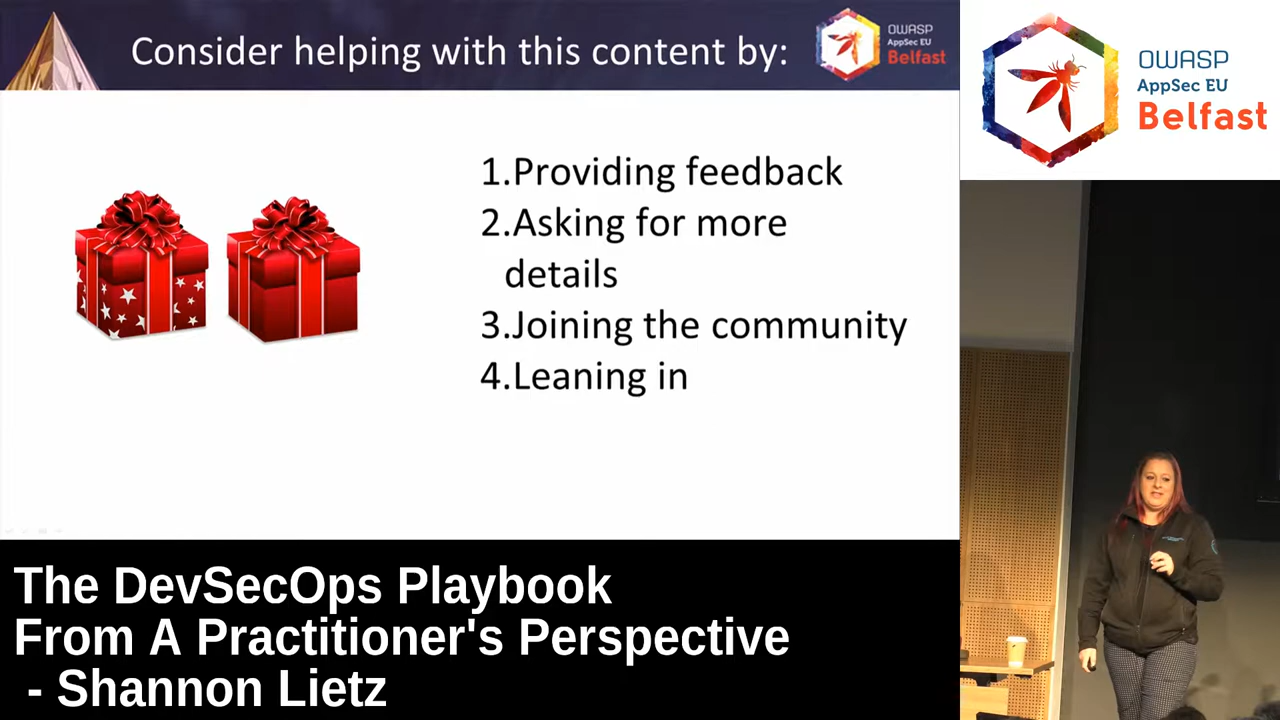 Consider helping with this content by:
OWASP
AppSec EU
Belfast
1.Providing feedback
2.Asking for more
details
3.Joining the community
4.Leaning in
OWASP
AppSec EU
Belfast
The DevSecOps Playbook
From A Practitioner's Perspective
- Shannon Lietz